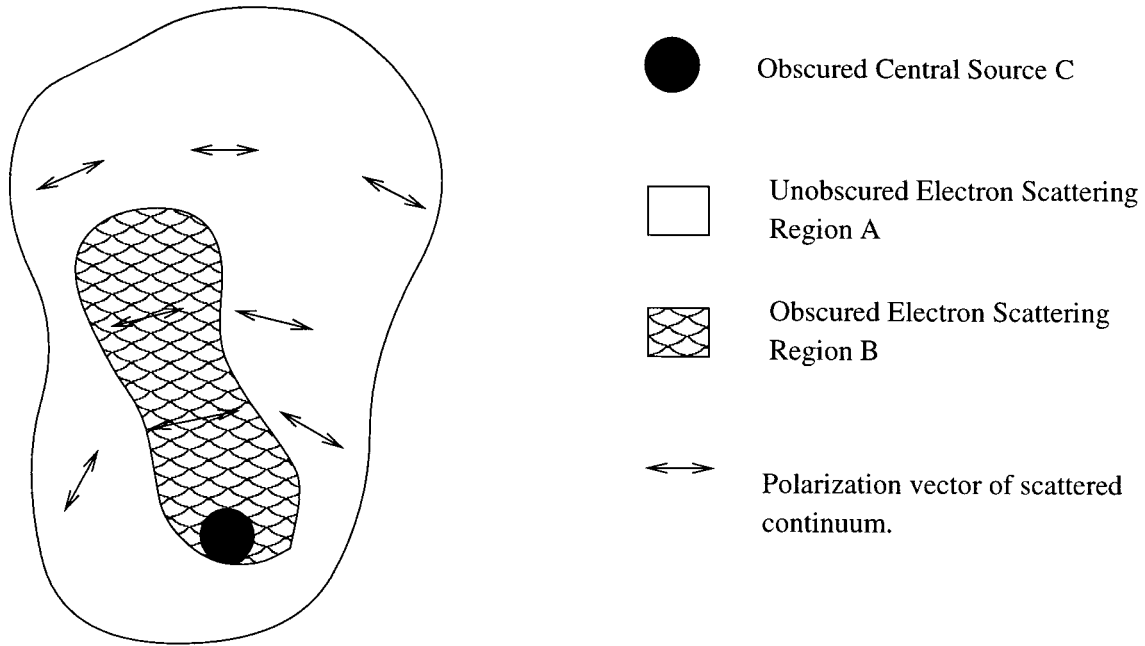 Obscured Central Source C
Unobscured Electron Scattering
Region A
Obscured Electron Scattering
Region B
Polarization vector of scattered
continuum.